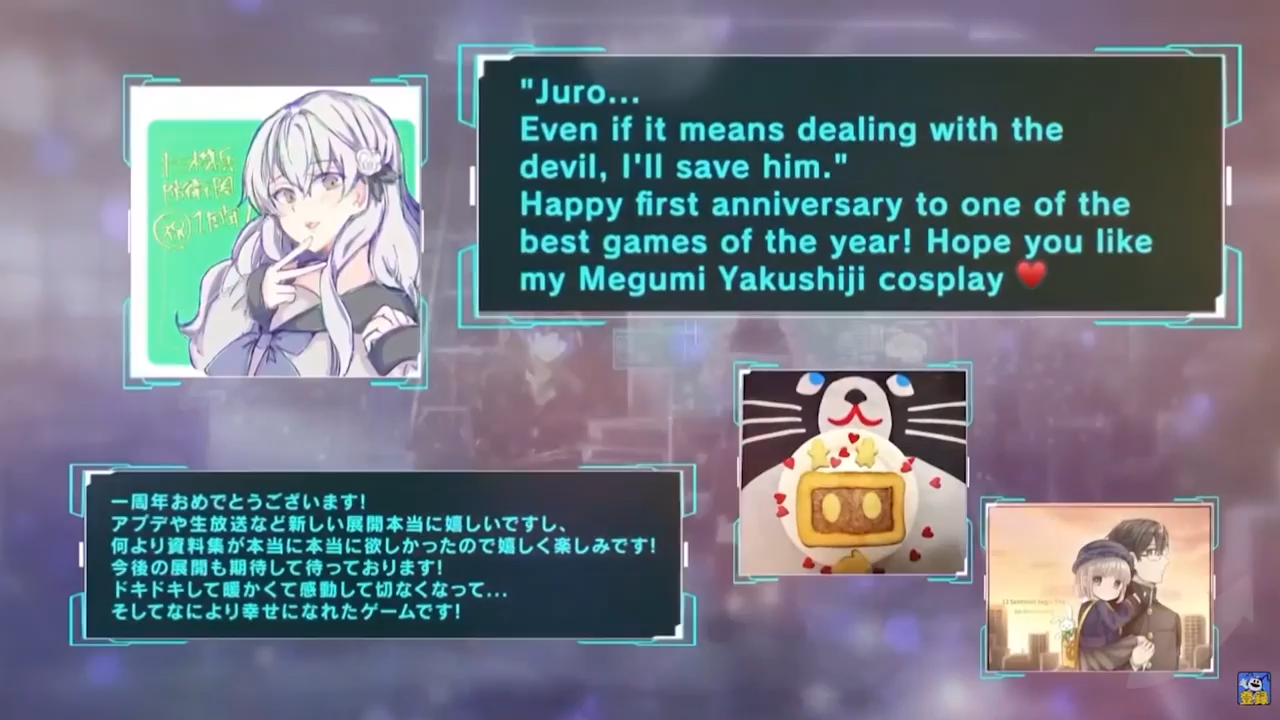 "Juro...
Even if it means dealing with the
devil, I'll save him."
Happy first anniversary to one of the
best games of the year! Hope you like
my Megumi Yakushiji cosplay ❤
一周年おめでとうございます!
アプデや生放送など新しい展開本当に嬉しいですし、
何より資料集が本当に本当に欲しかったので嬉しく楽しみです!
今後の展開も期待して待っております!
ドキドキして暖かくて感動して切なくなって...
そしてなにより幸せになれたゲームです!
登録